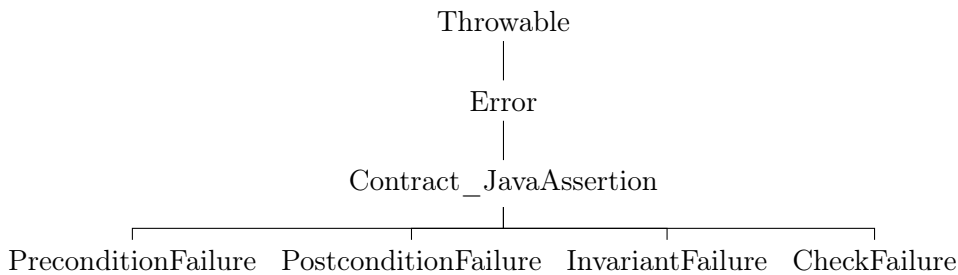 Throwable
Error
Contract_JavaAssertion
PreconditionFailure PostconditionFailure InvariantFailure CheckFailure